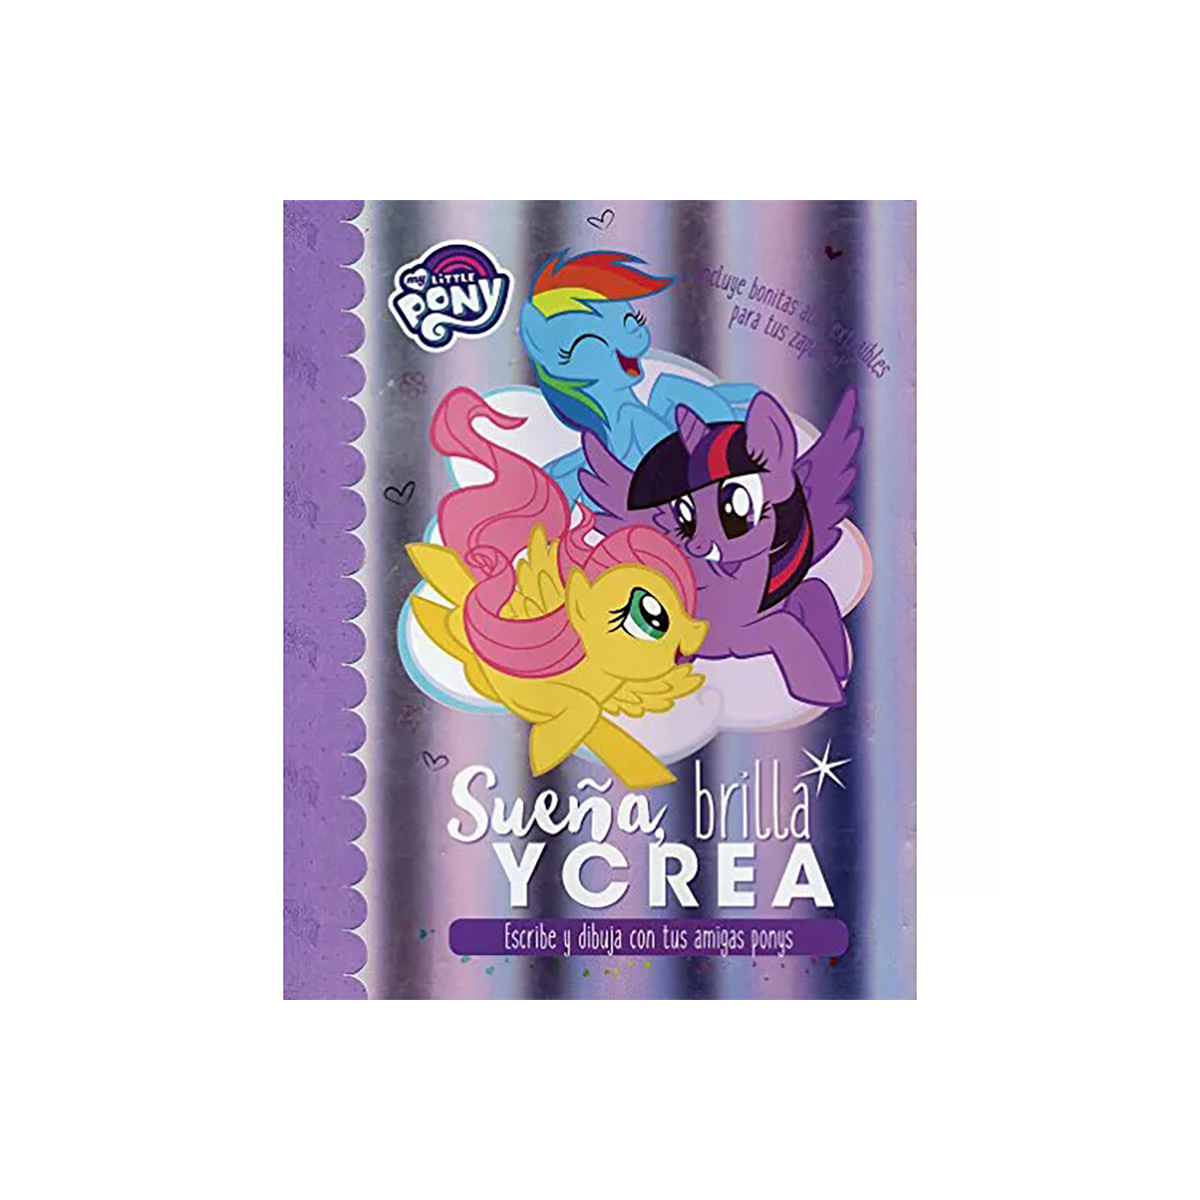 my LITTLE
PONY
Incluye bonitas
para tus
Sueña, brilla
Y CREA
Escribe y dibuja con tus amigas ponys